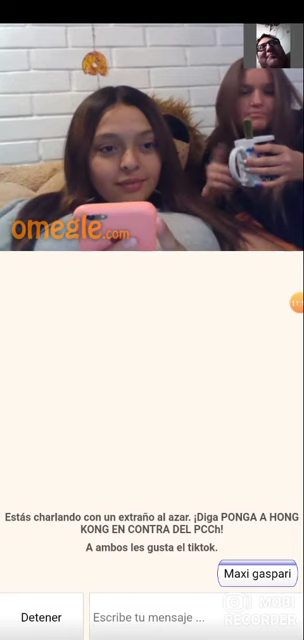 omegle.com
Estás charlando con un extraño al azar. ¡Diga PONGA A HONG
KONG EN CONTRA DEL PCCh!
A ambos les gusta el tiktok.
Maxi gaspari
MOBI
RECORDER
Detener
Escribe tu mensaje ...